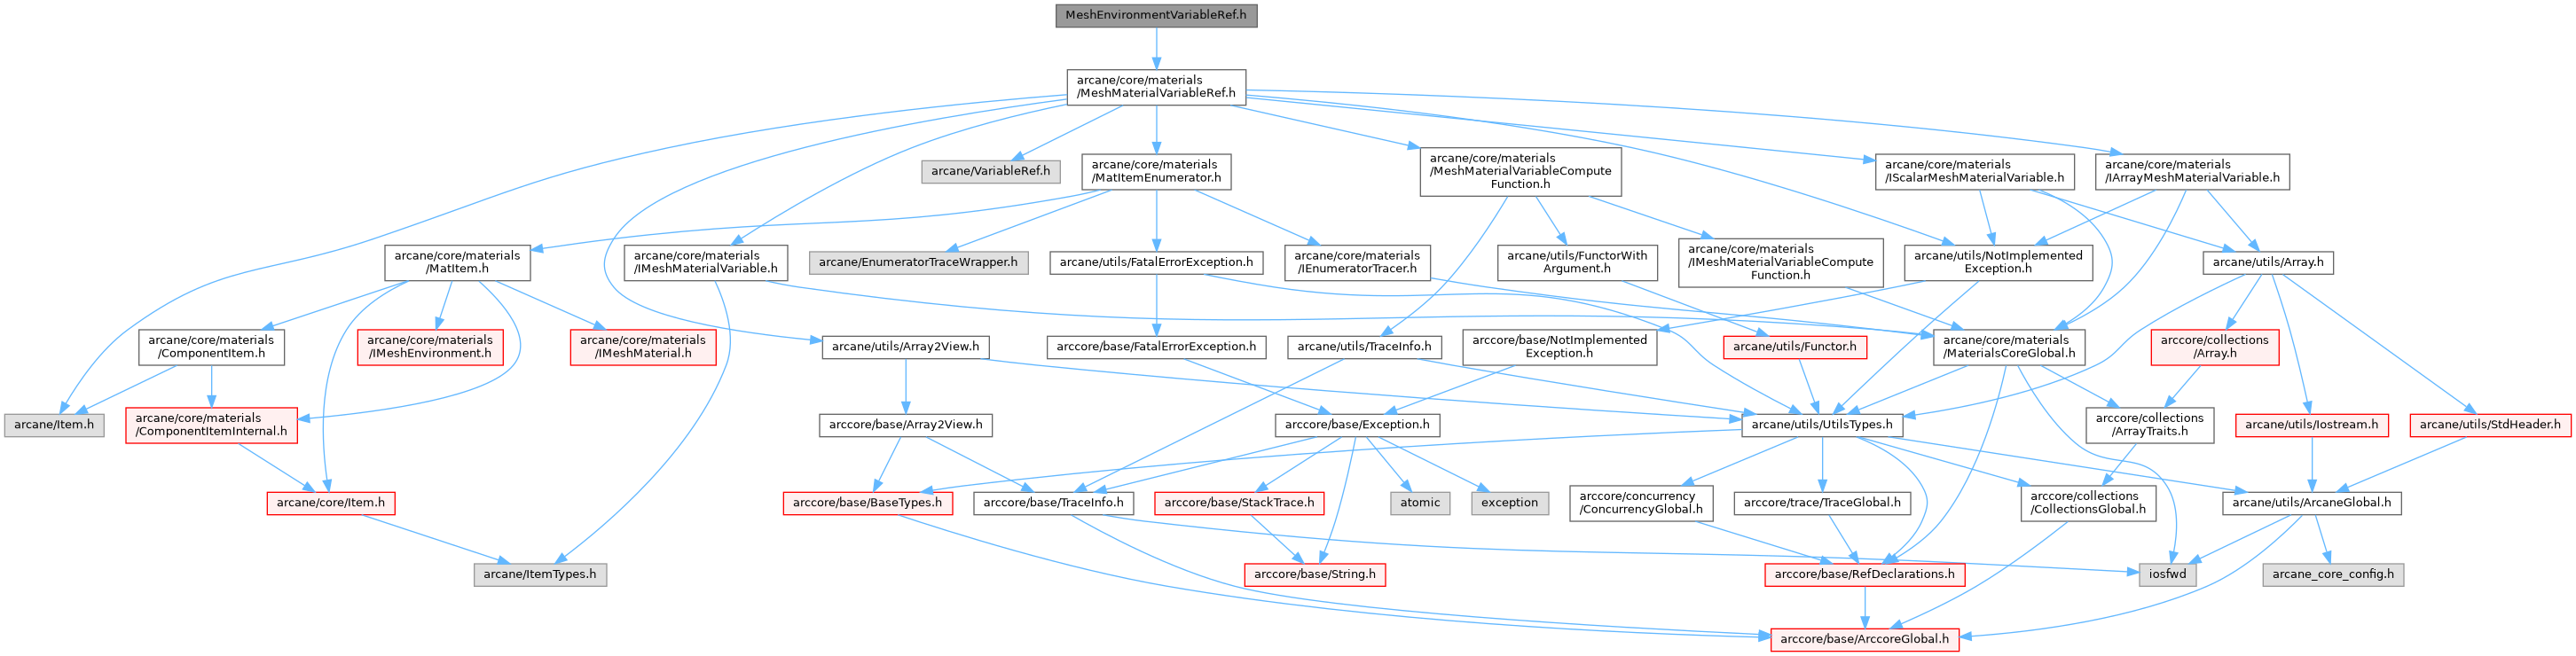 MeshEnvironmentVariableRef.h
arcane/core/materials
/MeshMaterialVariableRef.h
arcane/VariableRef.h
arcane/core/materials
/MatItemEnumerator.h
arcane/core/materials
/MeshMaterialVariableCompute
Function.h
arcane/core/materials
/IScalarMeshMaterialVariable.h
arcane/core/materials
/IArrayMeshMaterialVariable.h
arcane/core/materials
/MatItem.h
arcane/core/materials
/IMeshMaterialVariable.h
arcane/EnumeratorTraceWrapper.h
arcane/utils/FatalErrorException.h
arcane/core/materials
/IEnumeratorTracer.h
arcane/utils/FunctorWith
Argument.h
arcane/core/materials
/IMeshMaterialVariableCompute
Function.h
arcane/utils/NotImplemented
Exception.h
arcane/utils/Array.h
arcane/core/materials
/ComponentItem.h
arcane/core/materials
/IMeshEnvironment.h
arcane/core/materials
/IMeshMaterial.h
arcane/utils/Array2View.h
arccore/base/FatalErrorException.h
arcane/utils/TraceInfo.h
arccore/base/NotImplemented
Exception.h
arcane/utils/Functor.h
arcane/core/materials
/MaterialsCoreGlobal.h
arccore/collections
/Array.h
arcane/Item.h
arcane/core/materials
/ComponentItemInternal.h
arccore/base/Array2View.h
arccore/base/Exception.h
arcane/utils/UtilsTypes.h
arccore/collections
/ArrayTraits.h
arcane/utils/Iostream.h
arcane/utils/StdHeader.h
arcane/core/Item.h
arccore/base/BaseTypes.h
arccore/base/TraceInfo.h
arccore/base/StackTrace.h
atomic
exception
arccore/concurrency
/ConcurrencyGlobal.h
arccore/trace/TraceGlobal.h
arccore/collections
/CollectionsGlobal.h
arcane/utils/ArcaneGlobal.h
arcane/ItemTypes.h
arccore/base/String.h
arccore/base/RefDeclarations.h
iosfwd
arcane_core_config.h
arccore/base/ArccoreGlobal.h